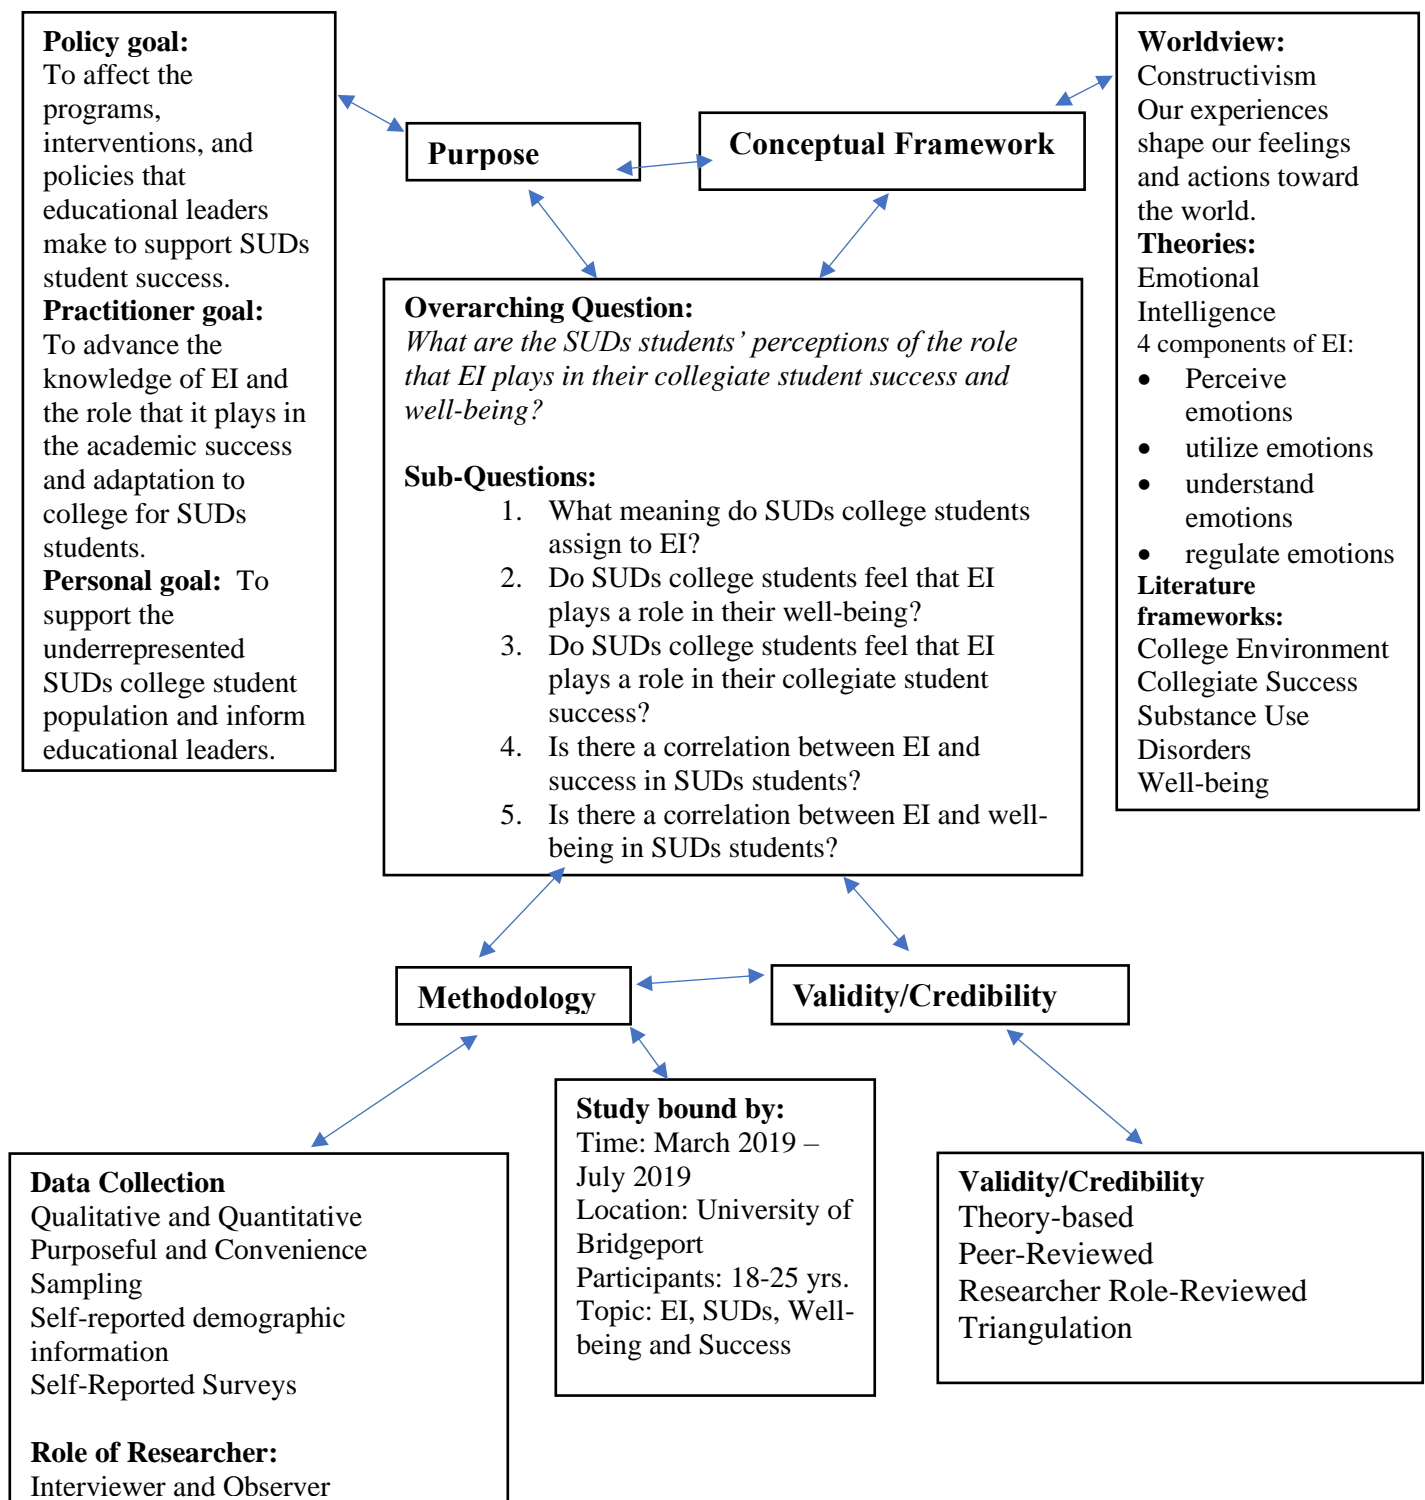 Policy goal:
To affect the
programs,
interventions, and
policies that
educational leaders
make to support SUDs
student success.
Practitioner goal:
To advance the
knowledge of EI and
the role that it plays in
the academic success
and adaptation to
college for SUDs
students.
Personal goal: To
support the
underrepresented
SUDs college student
population and inform
educational leaders.
Purpose
Conceptual Framework
Worldview:
Constructivism
Our experiences
shape our feelings
and actions toward
the world.
Theories:
Emotional
Intelligence
4 components of EI:
• Perceive
emotions
• utilize emotions
• understand
emotions
• regulate emotions
Literature
frameworks:
College Environment
Collegiate Success
Substance Use
Disorders
Well-being
Overarching Question:
What are the SUDs students’ perceptions of the role
that EI plays in their collegiate student success and
well-being?
Sub-Questions:
1. What meaning do SUDs college students
assign to EI?
2. Do SUDs college students feel that EI
plays a role in their well-being?
3. Do SUDs college students feel that EI
plays a role in their collegiate student
success?
4. Is there a correlation between EI and
success in SUDs students?
5. Is there a correlation between EI and well-
being in SUDs students?
Methodology
Validity/Credibility
Data Collection
Qualitative and Quantitative
Purposeful and Convenience
Sampling
Self-reported demographic
information
Self-Reported Surveys
Role of Researcher:
Interviewer and Observer
Study bound by:
Time: March 2019 –
July 2019
Location: University of
Bridgeport
Participants: 18-25 yrs.
Topic: EI, SUDs, Well-
being and Success
Validity/Credibility
Theory-based
Peer-Reviewed
Researcher Role-Reviewed
Triangulation